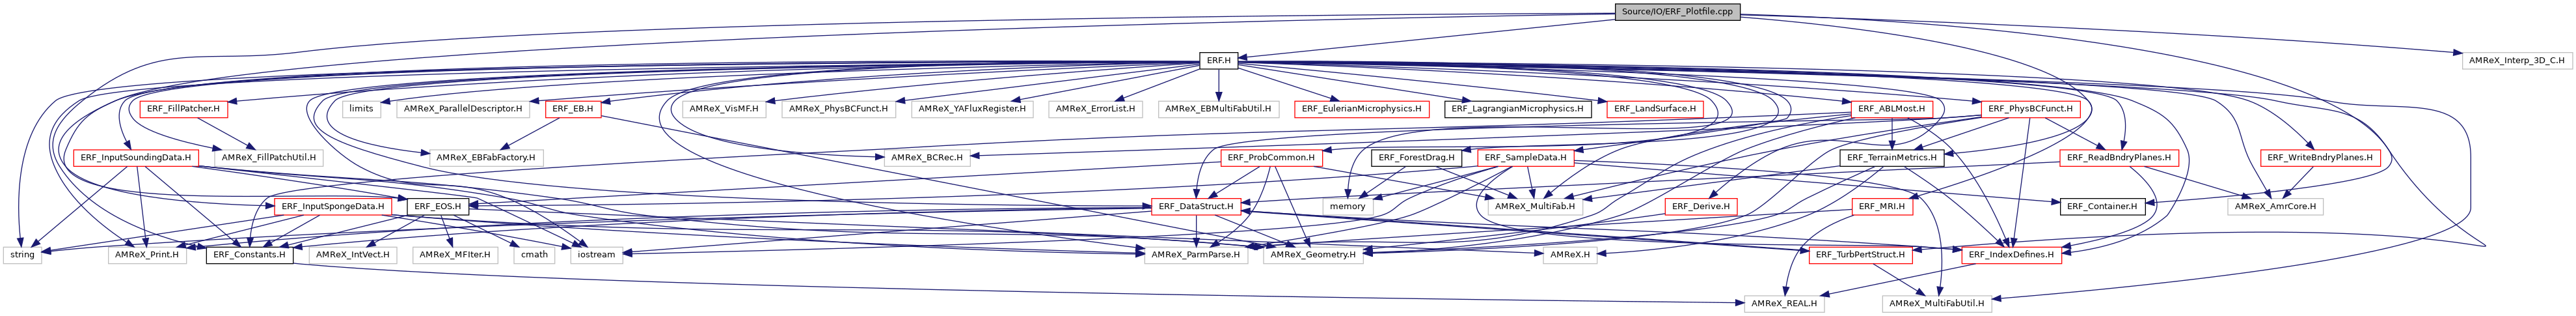 Source/IO/ERF_Plotfile.cpp
ERF.H
AMReX_Interp_3D_C.H
ERF_FillPatcher.H
limits
AMReX_ParallelDescriptor.H
ERF_EB.H
AMReX_VisMF.H
AMReX_PhysBCFunct.H
AMReX_YAFluxRegister.H
AMReX_ErrorList.H
AMReX_EBMultiFabUtil.H
ERF_EulerianMicrophysics.H
ERF_LagrangianMicrophysics.H
ERF_LandSurface.H
ERF_ABLMost.H
ERF_PhysBCFunct.H
ERF_InputSoundingData.H
AMReX_FillPatchUtil.H
AMReX_EBFabFactory.H
AMReX_BCRec.H
ERF_ProbCommon.H
ERF_ForestDrag.H
ERF_SampleData.H
ERF_TerrainMetrics.H
ERF_ReadBndryPlanes.H
ERF_WriteBndryPlanes.H
ERF_InputSpongeData.H
ERF_EOS.H
ERF_DataStruct.H
memory
AMReX_MultiFab.H
ERF_Derive.H
ERF_MRI.H
ERF_Container.H
AMReX_AmrCore.H
string
AMReX_Print.H
ERF_Constants.H
AMReX_IntVect.H
AMReX_MFIter.H
cmath
iostream
AMReX_ParmParse.H
AMReX_Geometry.H
AMReX.H
ERF_TurbPertStruct.H
ERF_IndexDefines.H
AMReX_REAL.H
AMReX_MultiFabUtil.H